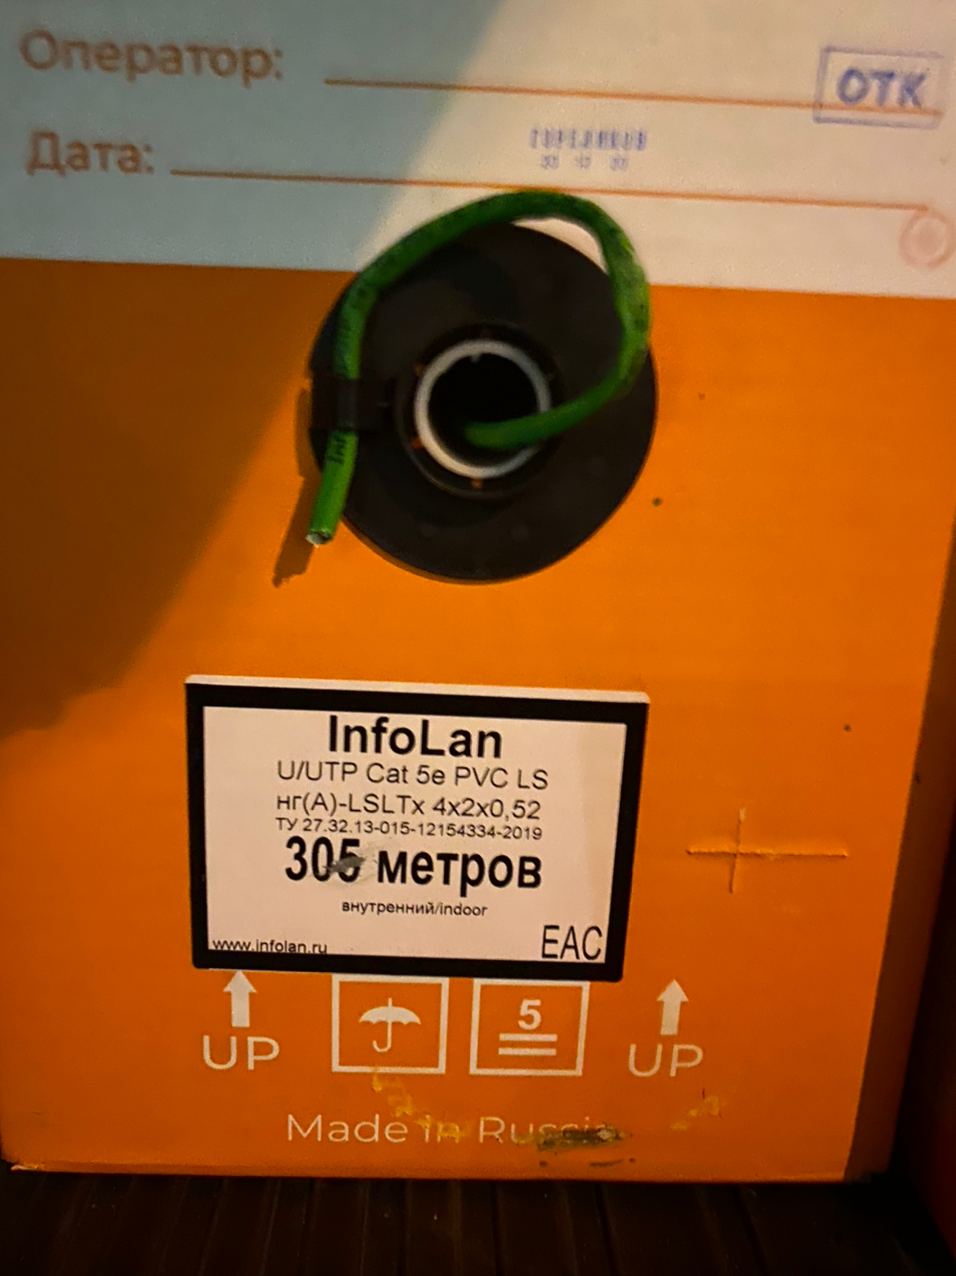 Оператор:
ОТК
Дата:
InfoLan
U/UTP Cat 5e PVC LS
нг(А)-LSLTx 4x2x0,52
ТУ 27.32.13-015-12154334-2019
305 метров
внутренний/indoor
www.infolan.ru
EAC
5
UP
UP
Made in Russia